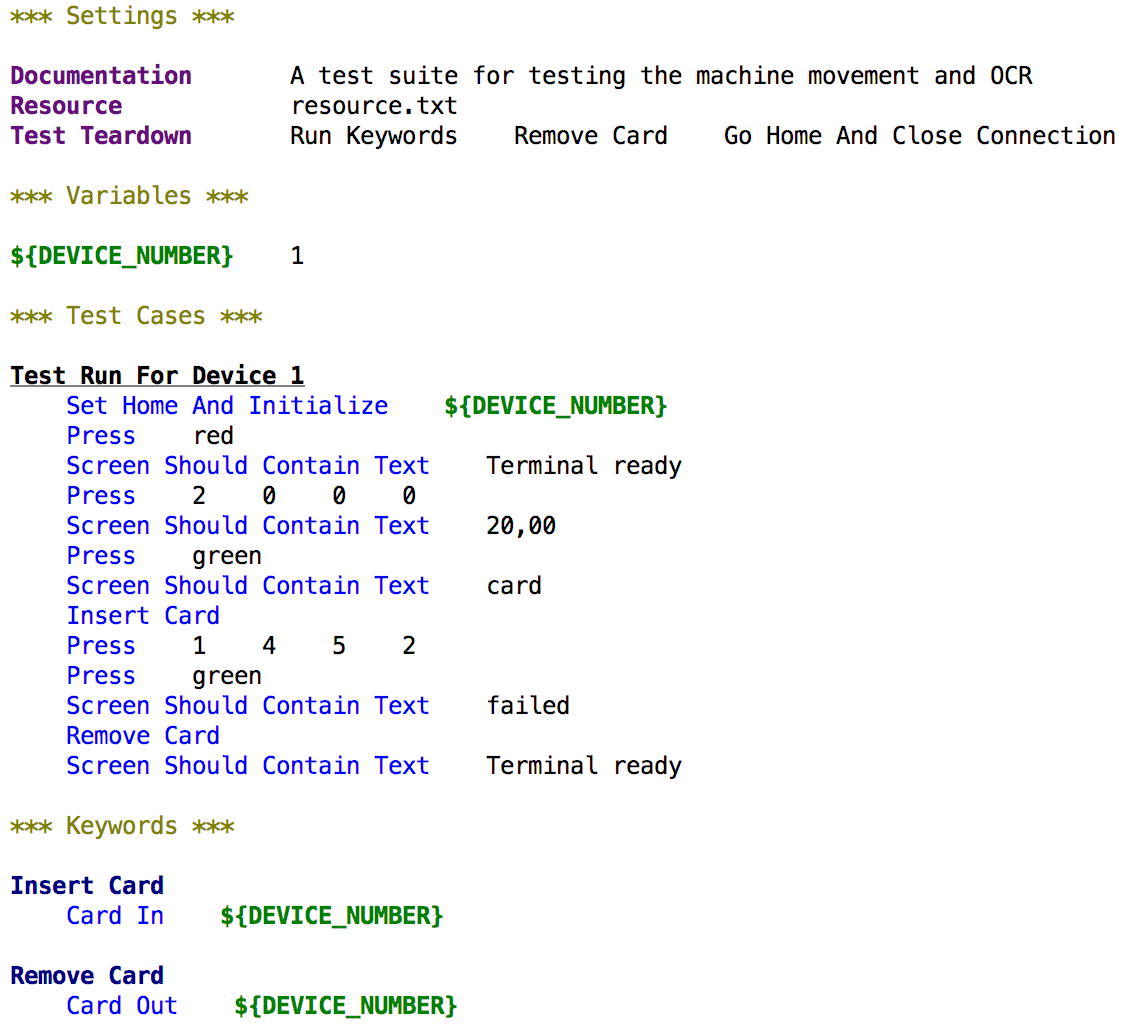 *** Settings ***
Documentation       A test suite for testing the machine movement and OCR
Resource            resource.txt
Test Teardown       Run Keywords    Remove Card    Go Home And Close Connection
*** Variables ***
${DEVICE_NUMBER}    1
*** Test Cases ***
Test Run For Device 1
    Set Home And Initialize    ${DEVICE_NUMBER}
    Press    red
    Screen Should Contain Text    Terminal ready
    Press    2    0    0    0
    Screen Should Contain Text    20,00
    Press    green
    Screen Should Contain Text    card
    Insert Card
    Press    1    4    5    2
    Press    green
    Screen Should Contain Text    failed
    Remove Card
    Screen Should Contain Text    Terminal ready
*** Keywords ***
Insert Card
    Card In    ${DEVICE_NUMBER}
Remove Card
    Card Out    ${DEVICE_NUMBER}